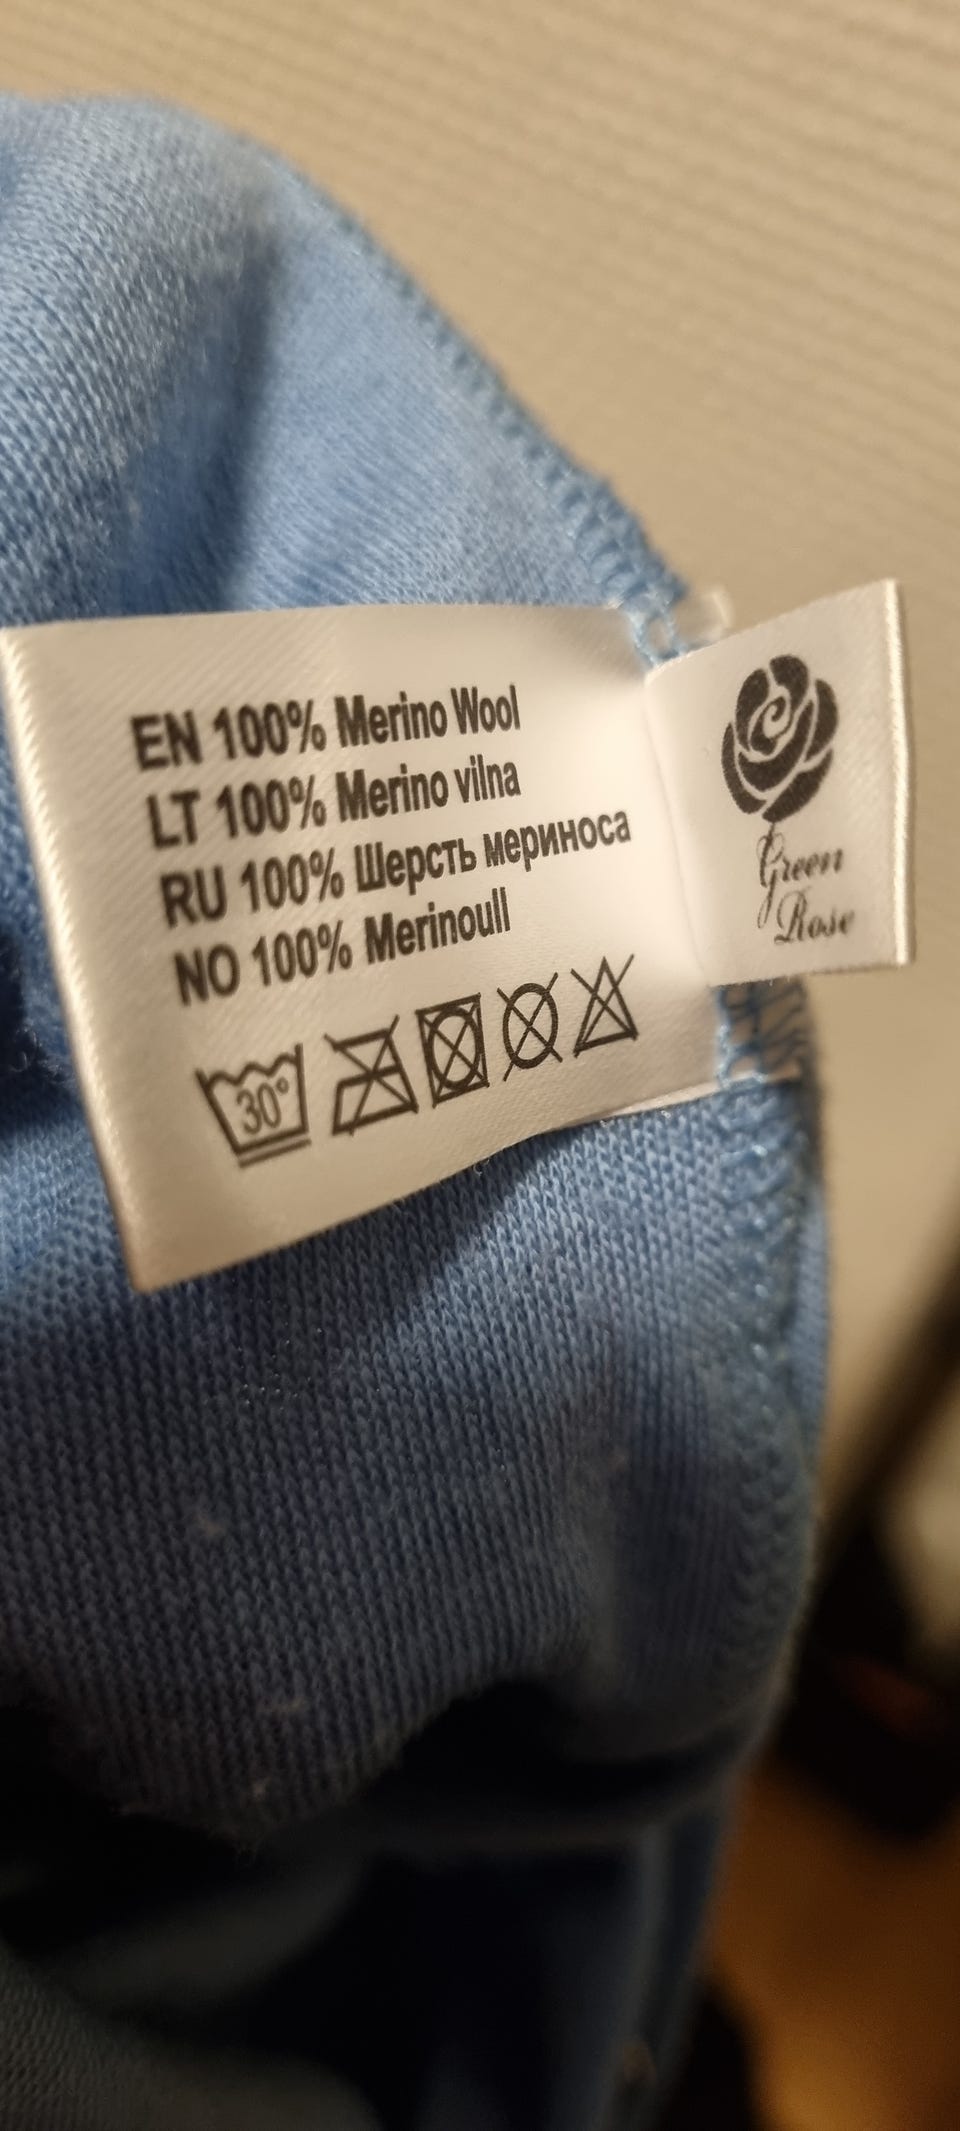 EN 100% Merino Wool
LT 100% Merino vilna
RU 100% Шерсть мериноса
NO 100% Merinoull
30°
Green
Rose